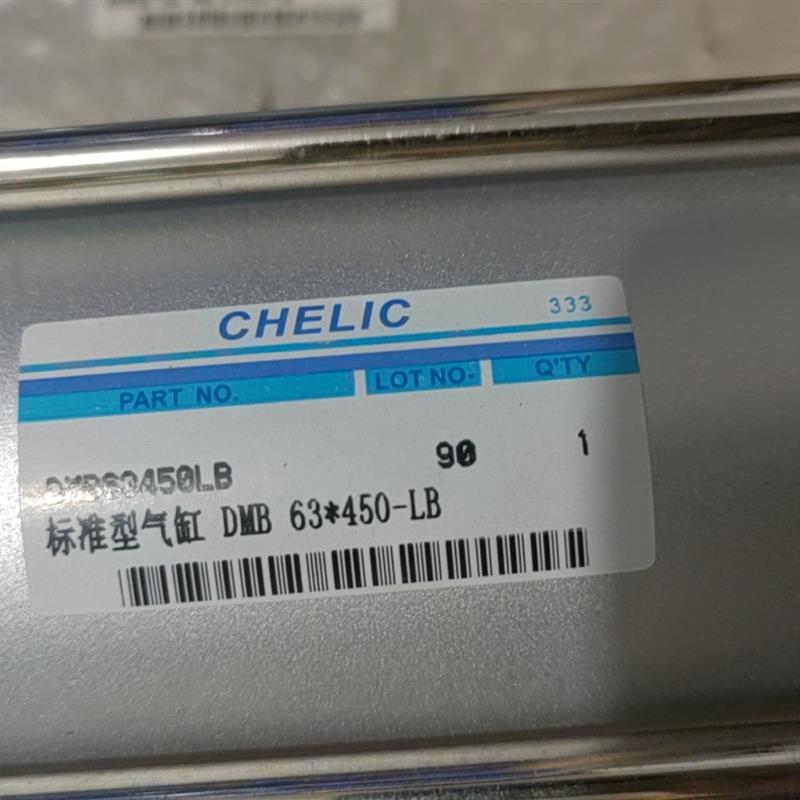 CHELIC 333
PART NO. LOT NO. Q'TY
90 1
标准型气缸 DMB 63*450-LB